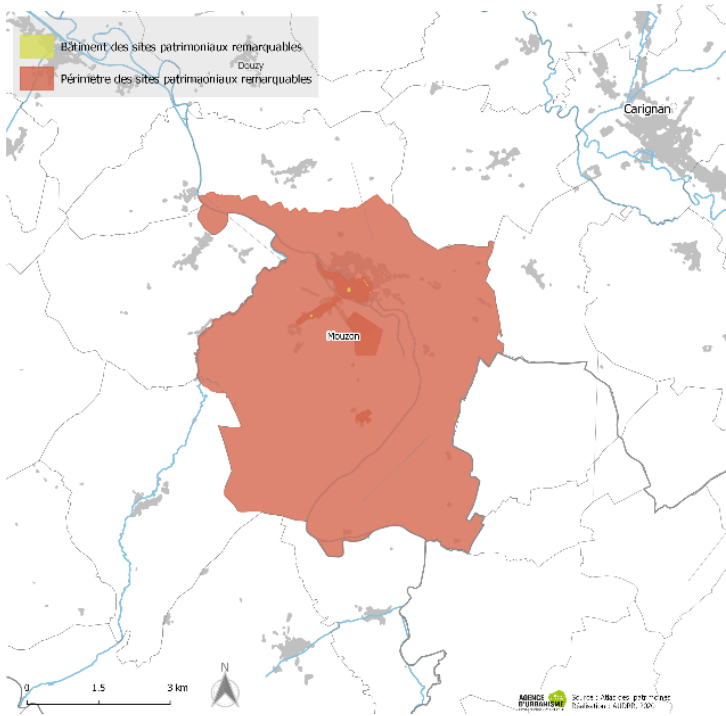 Bâtiment des sites patrimoniaux remarquables
Douzy
Périmètre des sites patrimaoniaux remarquables
Carignan
Mouzon
N
0 1.5 3 km
AGENCE
D'URBANISME
Source : Atlas des patrimoines
Réalisation : AUDRR, 2020